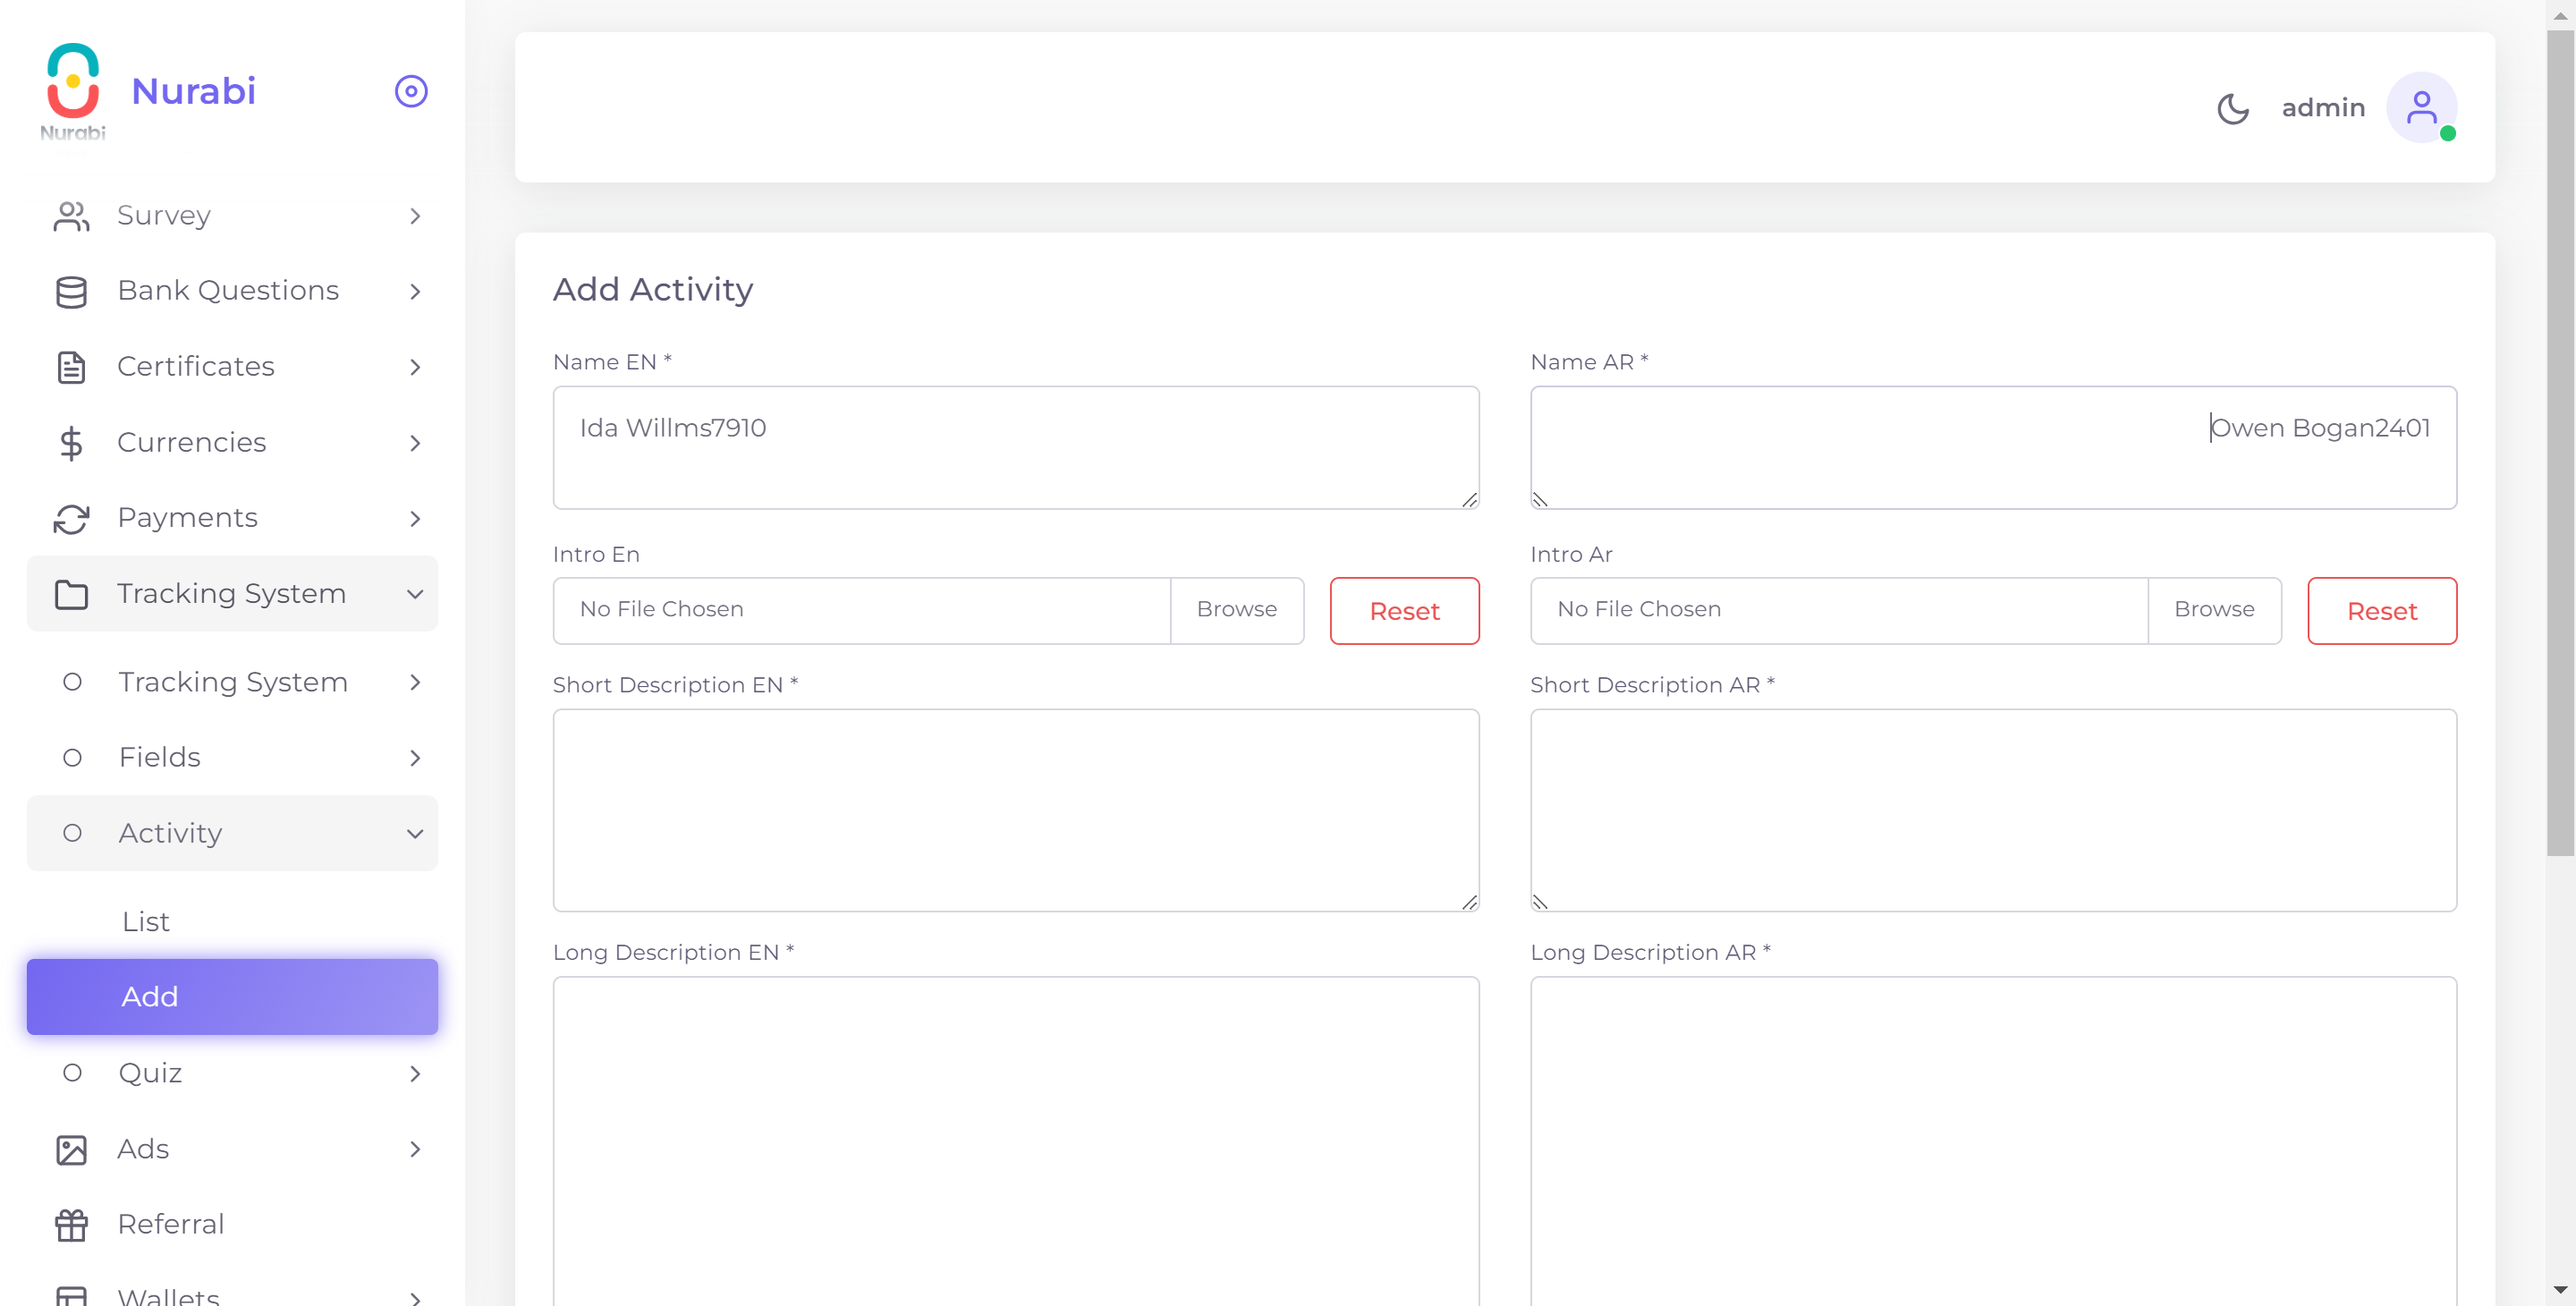 Nurabi
Nurabi
Survey
Bank Questions
Certificates
Currencies
Payments
Tracking System
Tracking System
Fields
Activity
List
Add
Quiz
Ads
Referral
Wallets
admin
Add Activity
Name EN *
Name AR *
Ida Willms7910
Owen Bogan2401
Intro En
Intro Ar
No File Chosen Browse Reset
No File Chosen Browse Reset
Short Description EN *
Short Description AR *
Long Description EN *
Long Description AR *